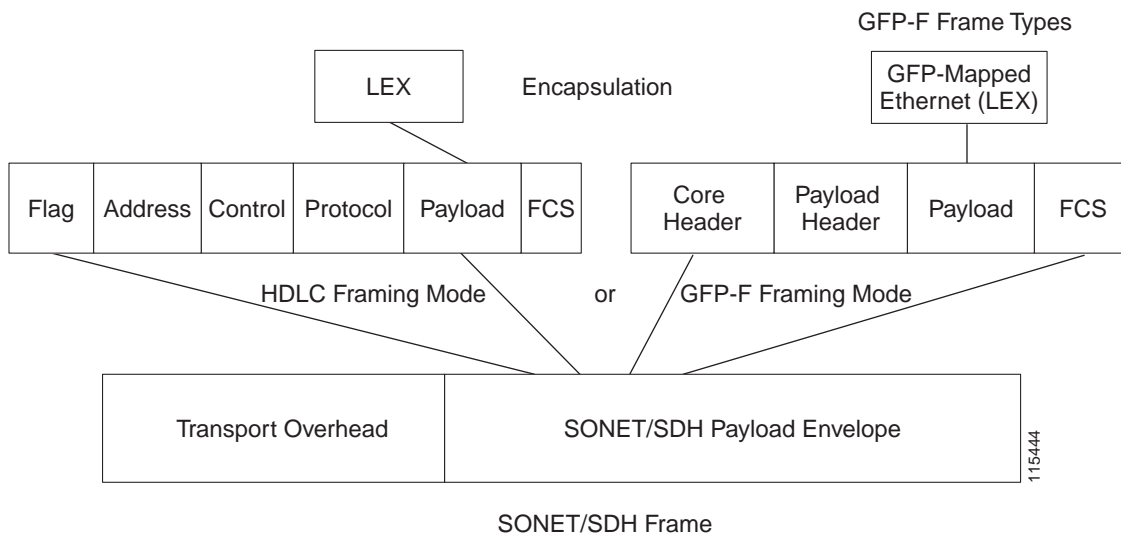 GFP-F Frame Types
LEX
Encapsulation
GFP-Mapped
Ethernet (LEX)
Flag Address Control Protocol Payload FCS
Core
Header
Payload
Header
Payload
FCS
HDLC Framing Mode
or
GFP-F Framing Mode
Transport Overhead
SONET/SDH Payload Envelope
115444
SONET/SDH Frame